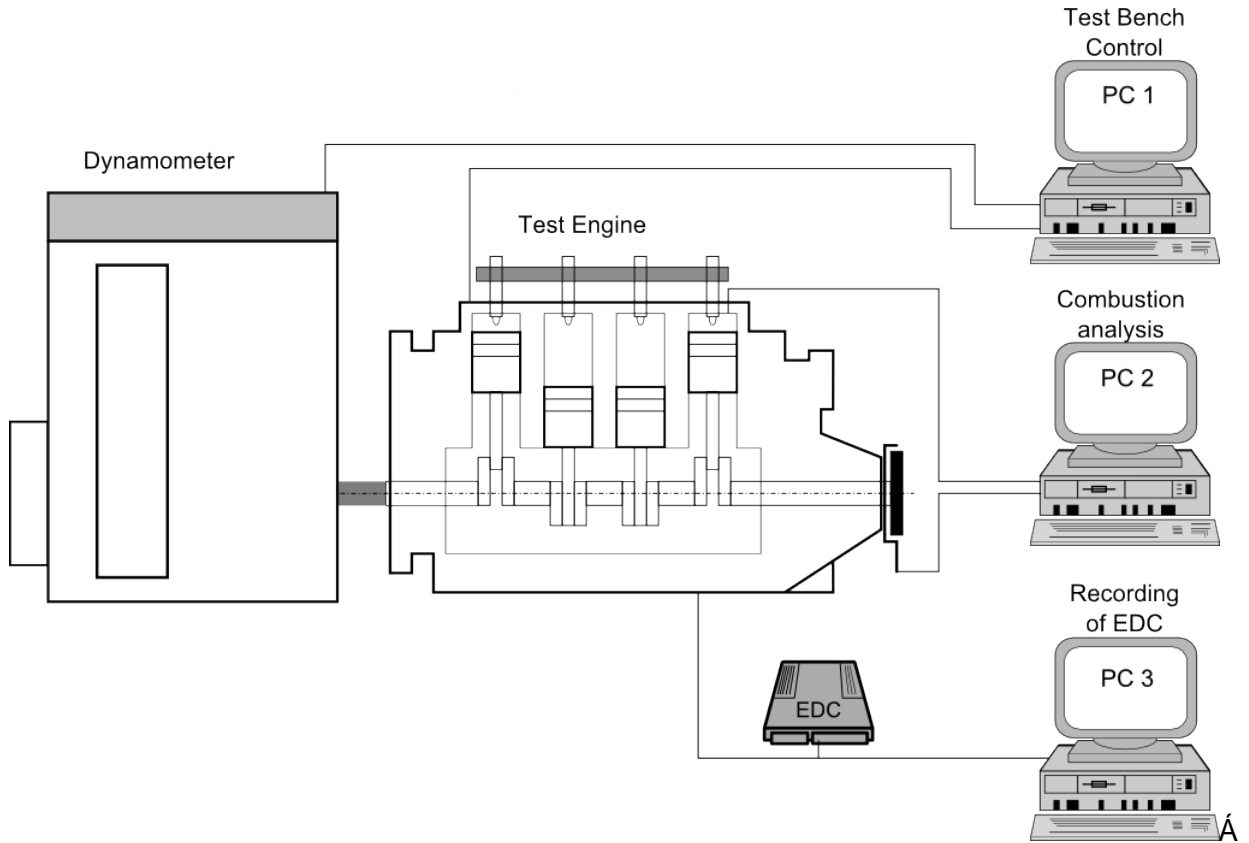 Test Bench
Control
PC 1
Dynamometer
Test Engine
Combustion
analysis
PC 2
Recording
of EDC
PC 3
EDC
Á